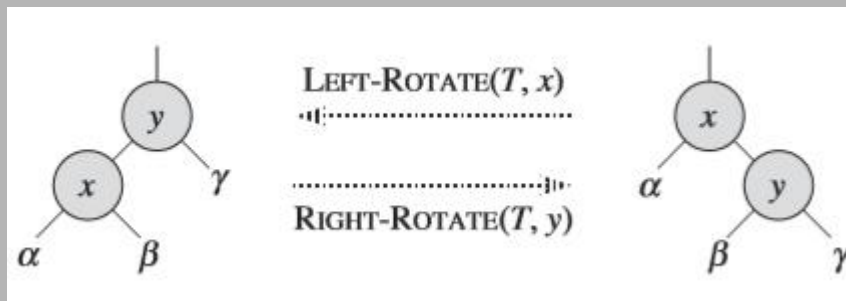 LEFT-ROTATE(T, x)
y
x
x
γ
α
y
RIGHT-ROTATE(T, y)
α
β
β
γ